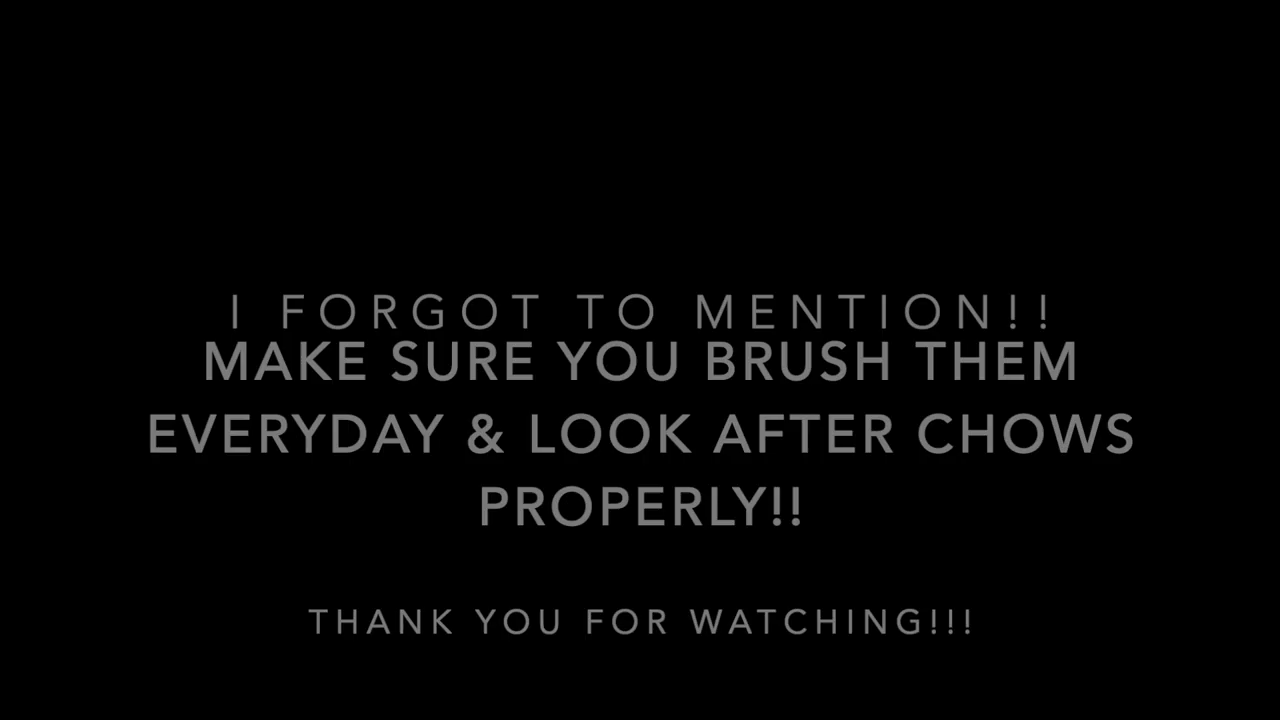 I FORGOT TO MENTION!!
MAKE SURE YOU BRUSH THEM
EVERYDAY & LOOK AFTER CHOWS
PROPERLY!!
THANK YOU FOR WATCHING!!!